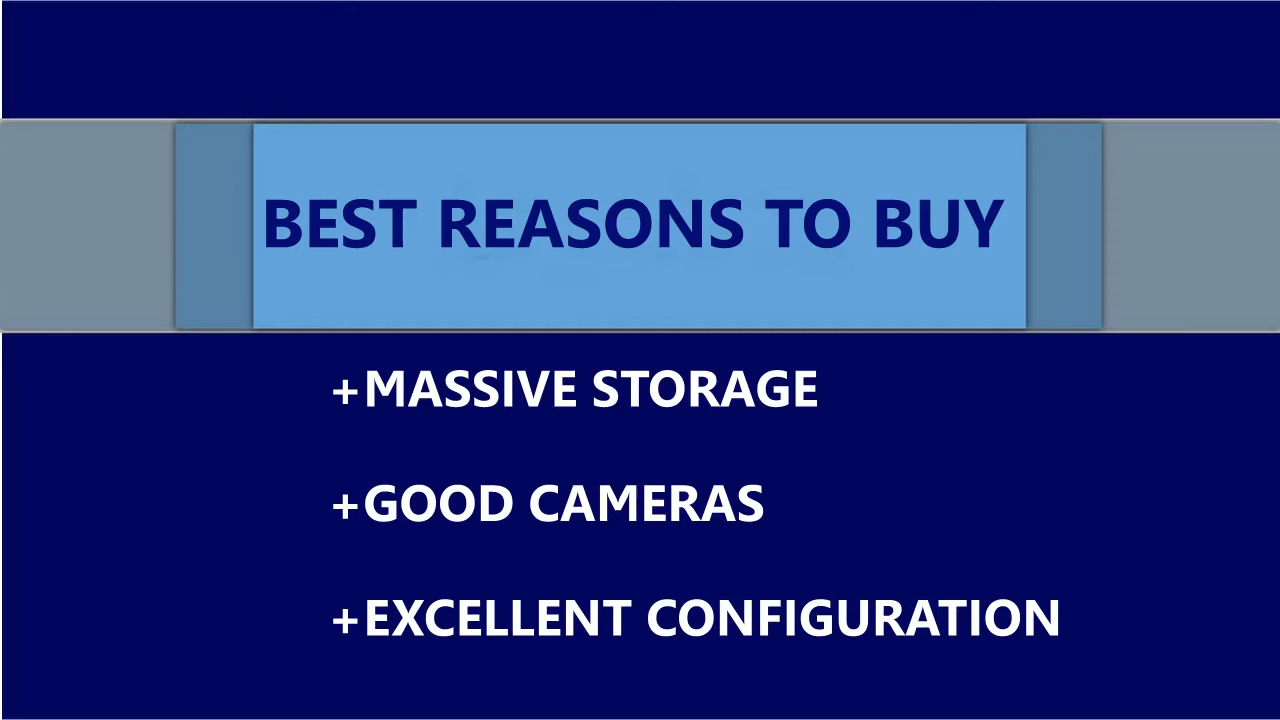 BEST REASONS TO BUY
+MASSIVE STORAGE
+GOOD CAMERAS
+EXCELLENT CONFIGURATION